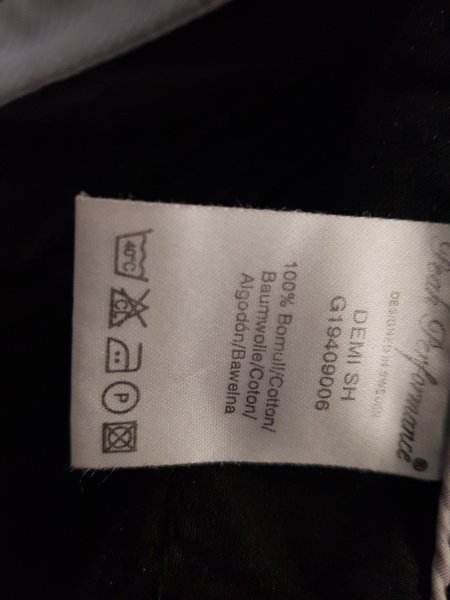 Peak Performance®
DESIGNED IN SWEDEN
DEMI SH
G19409006
100% Bomull/Cotton/
Baumwolle/Coton/
Algodón/Bawełna
40°C
CL
P